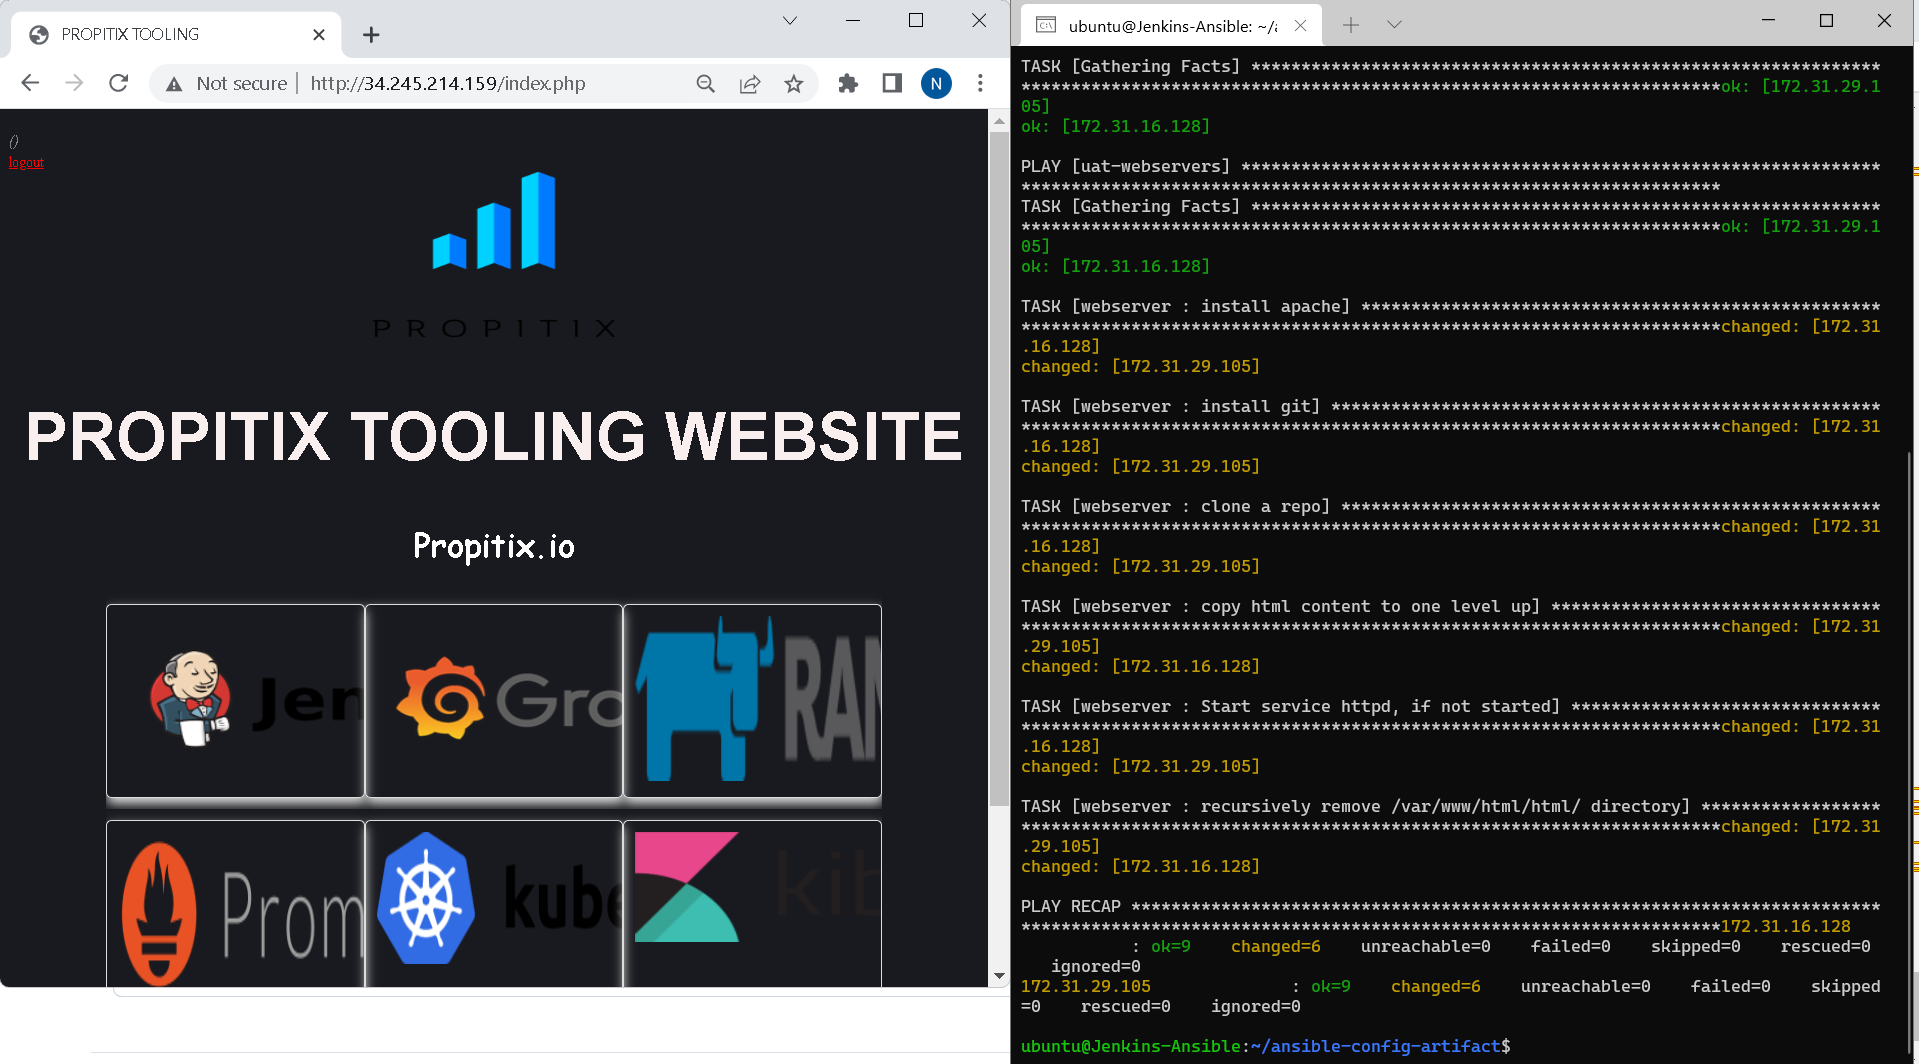 PROPITIX TOOLING
Not secure
http://34.245.214.159/index.php
N
()
logout
PROPITIX
PROPITIX TOOLING WEBSITE
Propitix.io
Jen
Gra
RAN
Prom
kube
kib
ubuntu@Jenkins-Ansible: ~/a
TASK [Gathering Facts] ***************************************************************
**********************************************************************ok: [172.31.29.1
05]
ok: [172.31.16.128]
PLAY [uat-webservers] ****************************************************************
**********************************************************************
TASK [Gathering Facts] ***************************************************************
**********************************************************************ok: [172.31.29.1
05]
ok: [172.31.16.128]
TASK [webserver : install apache] ****************************************************
**********************************************************************changed: [172.31
.16.128]
changed: [172.31.29.105]
TASK [webserver : install git] *******************************************************
**********************************************************************changed: [172.31
.16.128]
changed: [172.31.29.105]
TASK [webserver : clone a repo] ******************************************************
**********************************************************************changed: [172.31
.16.128]
changed: [172.31.29.105]
TASK [webserver : copy html content to one level up] *********************************
**********************************************************************changed: [172.31
.29.105]
changed: [172.31.16.128]
TASK [webserver : Start service httpd, if not started] *******************************
**********************************************************************changed: [172.31
.16.128]
changed: [172.31.29.105]
TASK [webserver : recursively remove /var/www/html/html/ directory] ******************
**********************************************************************changed: [172.31
.29.105]
changed: [172.31.16.128]
PLAY RECAP ***************************************************************************
**********************************************************************172.31.16.128
: ok=9    changed=6    unreachable=0    failed=0    skipped=0    rescued=0
ignored=0
172.31.29.105              : ok=9    changed=6    unreachable=0    failed=0    skipped
=0    rescued=0    ignored=0
ubuntu@Jenkins-Ansible:~/ansible-config-artifact$